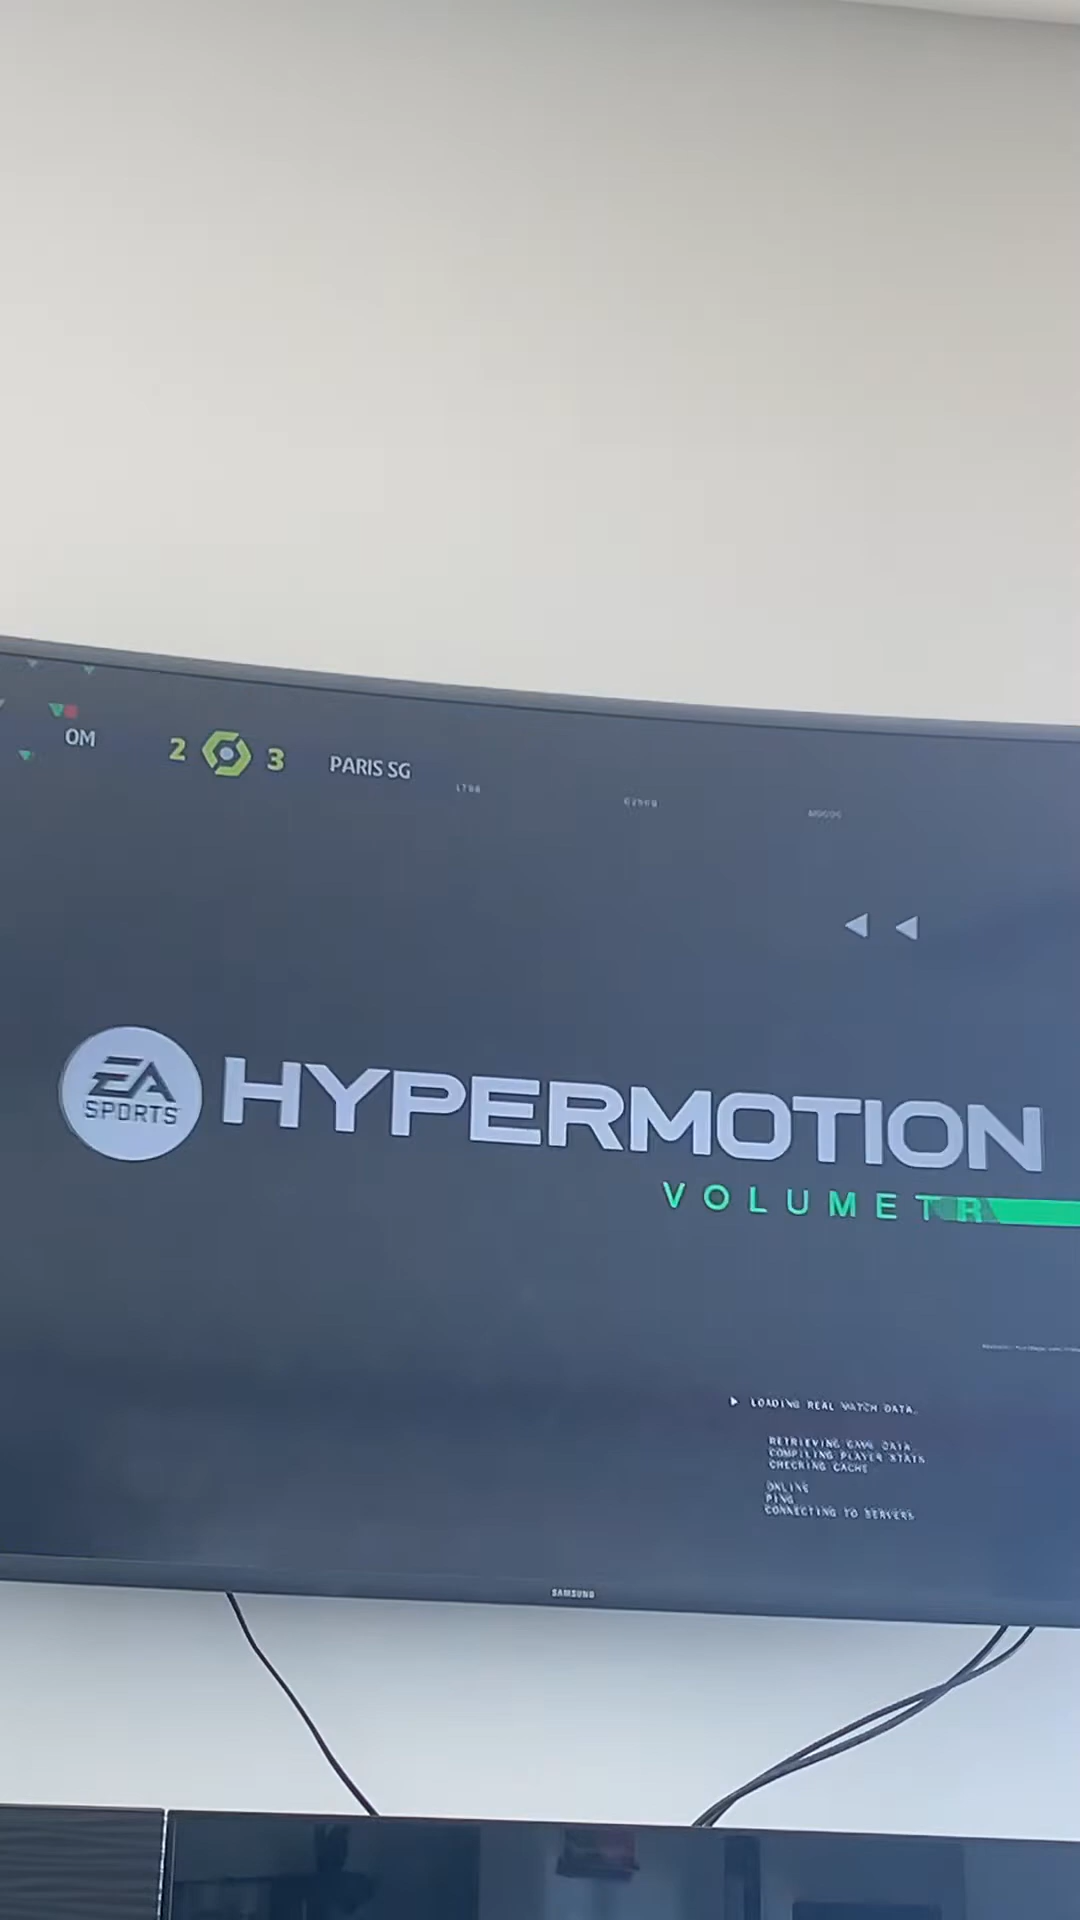 OM 2 3 PARIS SG
EA
SPORTS
HYPERMOTION
VOLUMETR
LOADING REAL MATCH DATA.
RETRIEVING GAME DATA
COMPILING PLAYER STATS
CHECKING CACHE
ONLINE
PING
CONNECTING TO SERVERS
SAMSUNG